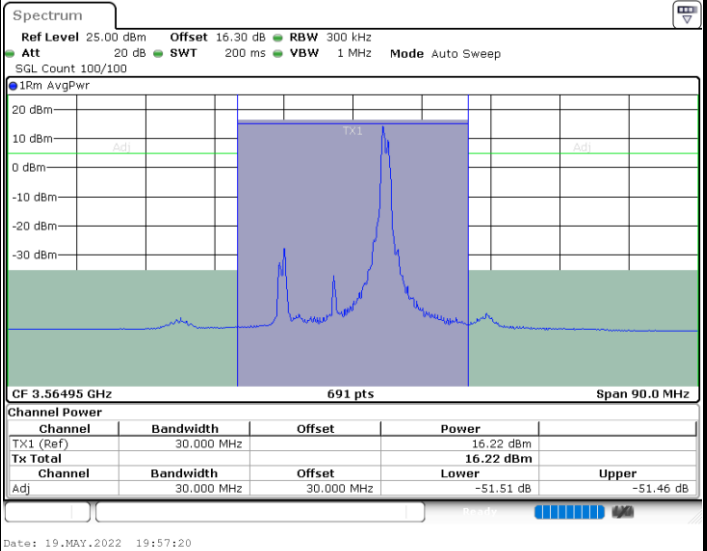 Spectrum
Ref Level 25.00 dBm Offset 16.30 dB RBW 300 kHz
Att 20 dB SWT 200 ms VBW 1 MHz Mode Auto Sweep
SGL Count 100/100
1Rm AvgPwr
20 dBm
TX1
10 dBm
Adj Adj
0 dBm
-10 dBm
-20 dBm
-30 dBm
CF 3.56495 GHz 691 pts Span 90.0 MHz
Channel Power
Channel Bandwidth Offset Power
TX1 (Ref) 30.000 MHz 16.22 dBm
Tx Total 16.22 dBm
Channel Bandwidth Offset Lower Upper
Adj 30.000 MHz 30.000 MHz -51.51 dB -51.46 dB
Ready
Date: 19.MAY.2022 19:57:20